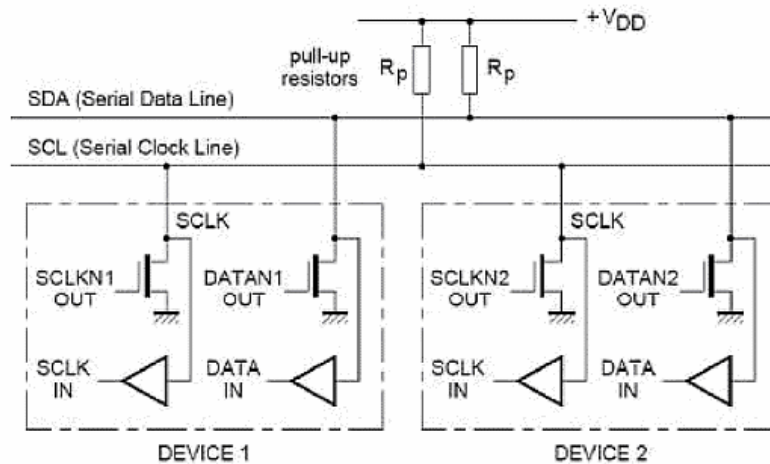 +VDD
pull-up
resistors
Rp
Rp
SDA (Serial Data Line)
SCL (Serial Clock Line)
SCLK
SCLK
SCLKN1
OUT
DATAN1
OUT
SCLKN2
OUT
DATAN2
OUT
SCLK
IN
DATA
IN
SCLK
IN
DATA
IN
DEVICE 1
DEVICE 2